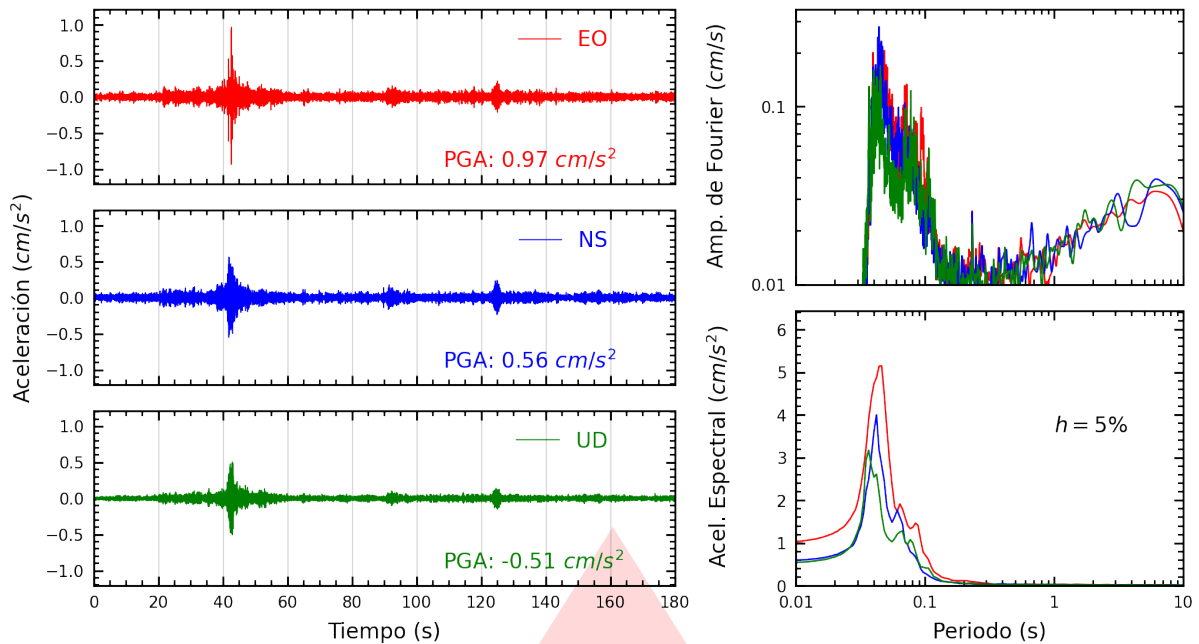 Aceleración (cm/s²)
1.0
0.5
0.0
−0.5
−1.0
EO
PGA: 0.97 cm/s²
1.0
0.5
0.0
−0.5
−1.0
NS
PGA: 0.56 cm/s²
1.0
0.5
0.0
−0.5
−1.0
UD
PGA: -0.51 cm/s²
0 20 40 60 80 100 120 140 160 180
Tiempo (s)
Amp. de Fourier (cm/s)
0.1
0.01
Acel. Espectral (cm/s²)
6
5
4
3
2
1
0
h = 5%
0.01 0.1 1 10
Periodo (s)